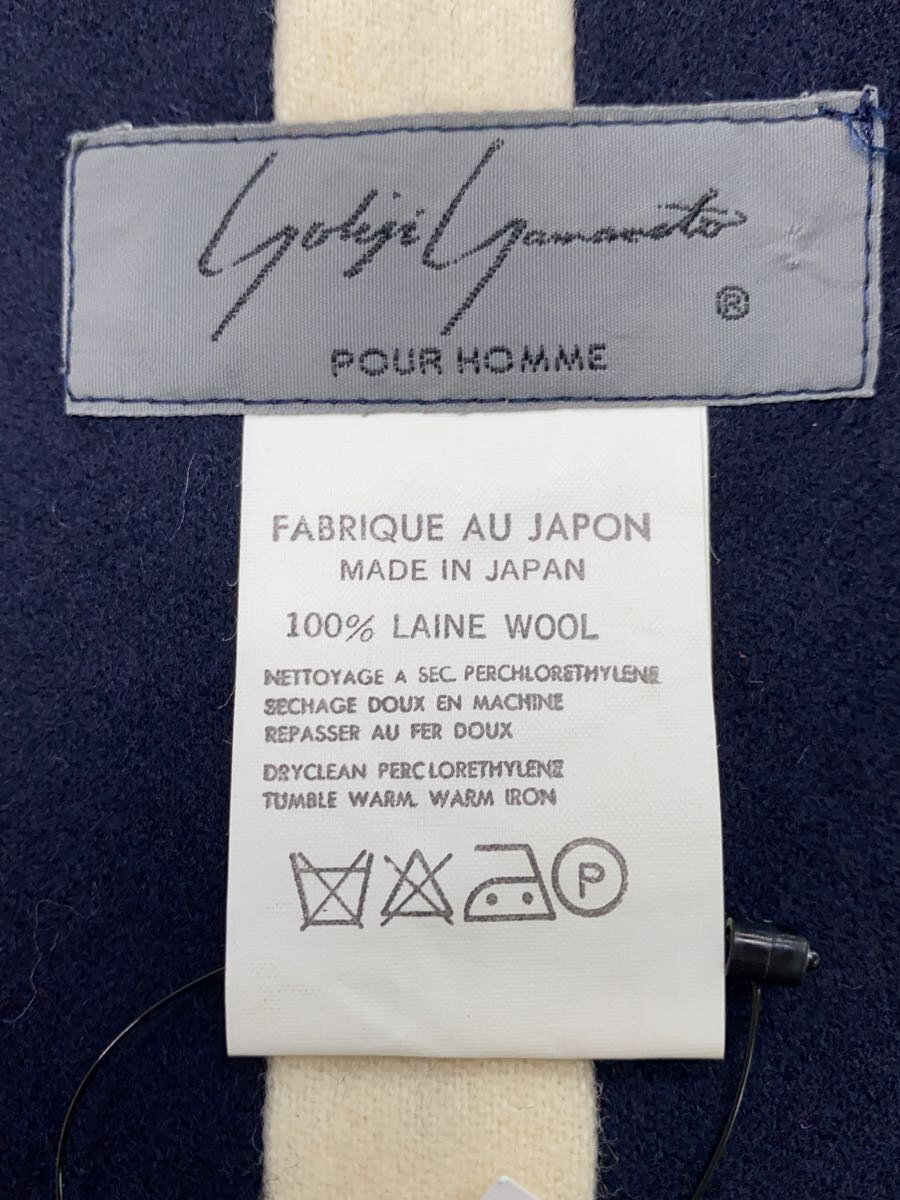 Yohji Yamamoto
®
POUR HOMME
FABRIQUE AU JAPON
MADE IN JAPAN
100% LAINE WOOL
NETTOYAGE A SEC. PERCHLORETHYLENE
SECHAGE DOUX EN MACHINE
REPASSER AU FER DOUX
DRYCLEAN PERCLORETHYLENE
TUMBLE WARM. WARM IRON
P